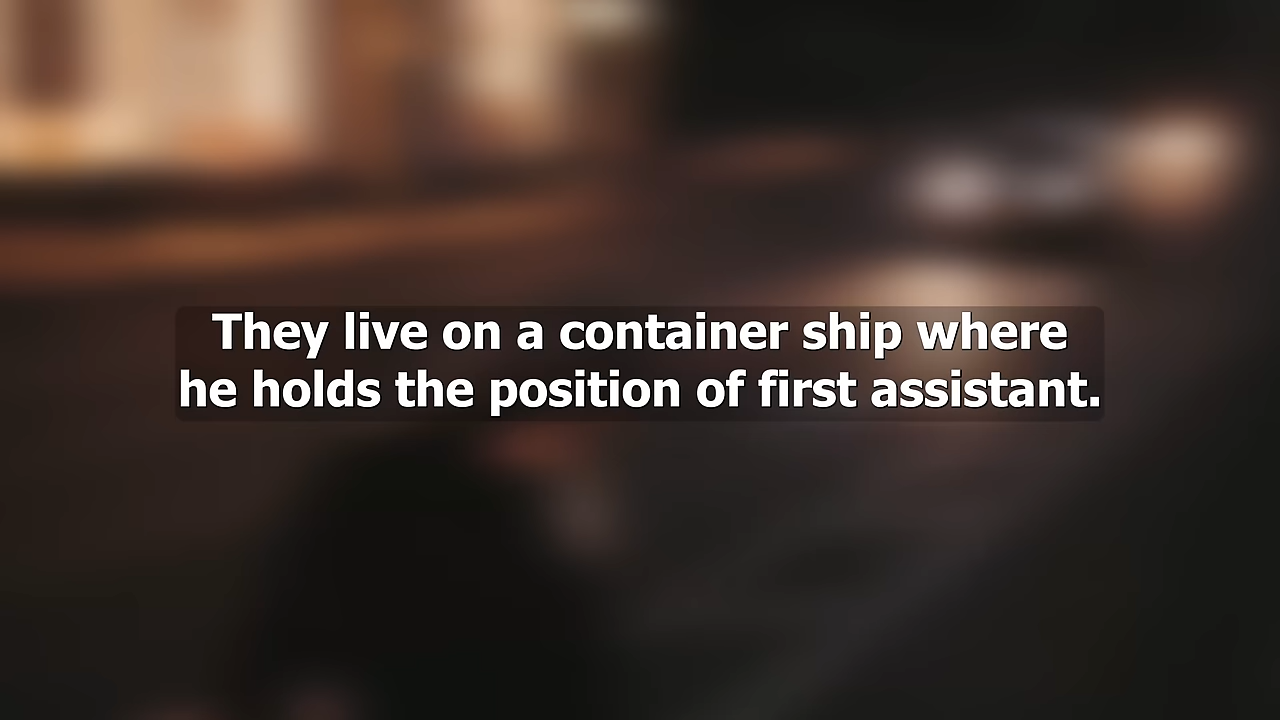 They live on a container ship where
he holds the position of first assistant.